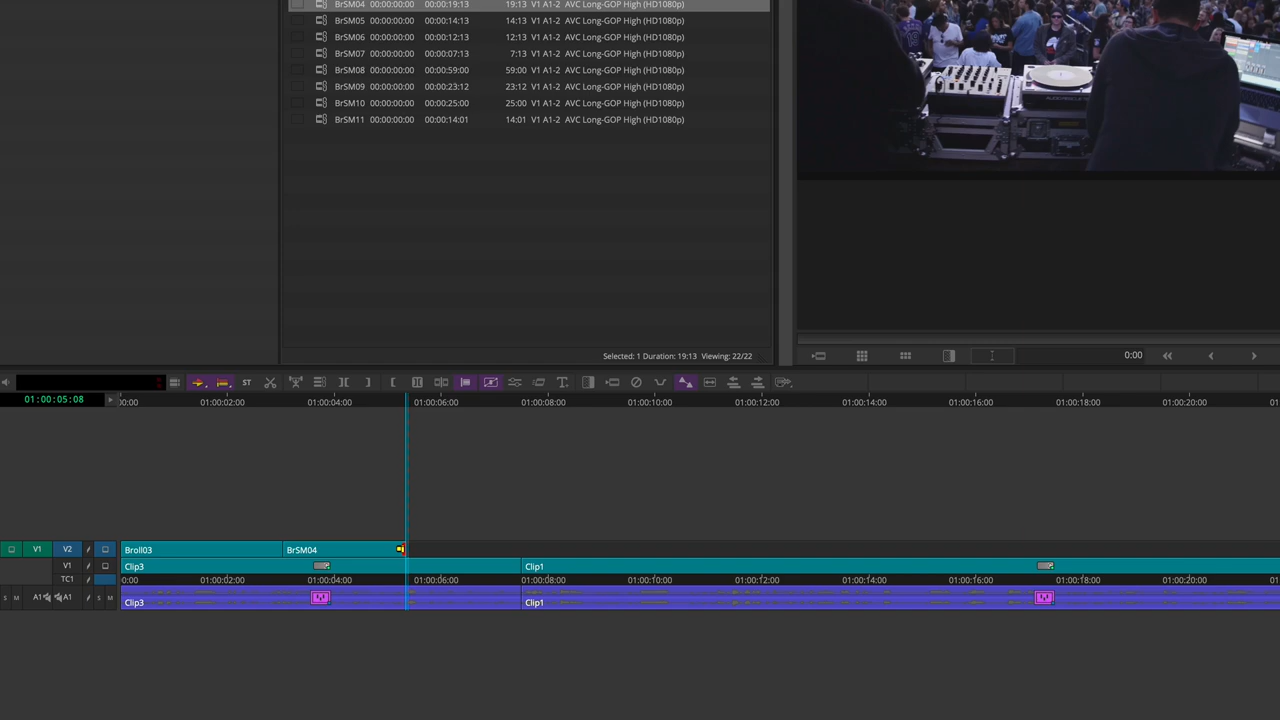 BrSM04 00:00:00:00 00:00:19:13 19:13 V1 A1-2 AVC Long-GOP High (HD1080p)
BrSM05 00:00:00:00 00:00:14:13 14:13 V1 A1-2 AVC Long-GOP High (HD1080p)
BrSM06 00:00:00:00 00:00:12:13 12:13 V1 A1-2 AVC Long-GOP High (HD1080p)
BrSM07 00:00:00:00 00:00:07:13 7:13 V1 A1-2 AVC Long-GOP High (HD1080p)
BrSM08 00:00:00:00 00:00:59:00 59:00 V1 A1-2 AVC Long-GOP High (HD1080p)
BrSM09 00:00:00:00 00:00:23:12 23:12 V1 A1-2 AVC Long-GOP High (HD1080p)
BrSM10 00:00:00:00 00:00:25:00 25:00 V1 A1-2 AVC Long-GOP High (HD1080p)
BrSM11 00:00:00:00 00:00:14:01 14:01 V1 A1-2 AVC Long-GOP High (HD1080p)
Selected: 1 Duration: 19:13 Viewing: 22/22
0:00
ST
01:00:05:08
00:00 01:00:02:00 01:00:04:00 01:00:06:00 01:00:08:00 01:00:10:00 01:00:12:00 01:00:14:00 01:00:16:00 01:00:18:00 01:00:20:00 01
V1 V2 Broll03 BrSM04
V1 Clip3 Clip1
TC1 0:00 01:00:02:00 01:00:04:00 01:00:06:00 01:00:08:00 01:00:10:00 01:00:12:00 01:00:14:00 01:00:16:00 01:00:18:00 01:00:20:00 01
S M A1 A1 S M Clip3 Clip1